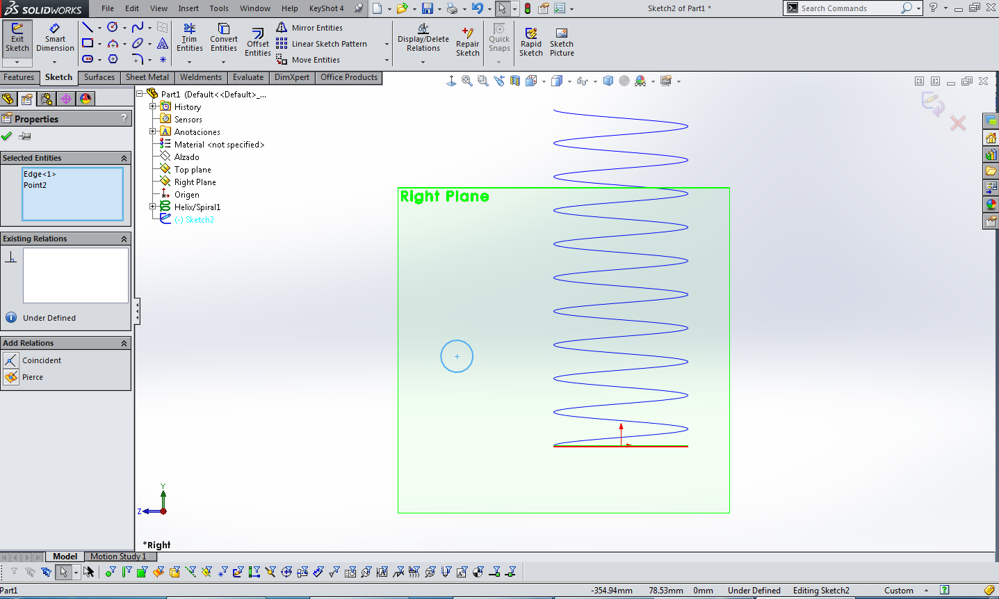 SOLIDWORKS File Edit View Insert Tools Window Help KeyShot 4 Sketch2 of Part1 * Search Commands
Exit Sketch
Smart Dimension
Trim Entities
Convert Entities
Offset Entities
Mirror Entities
Linear Sketch Pattern
Move Entities
Display/Delete Relations
Repair Sketch
Quick Snaps
Rapid Sketch
Sketch Picture
Features Sketch Surfaces Sheet Metal Weldments Evaluate DimXpert Office Products
Properties ?
Selected Entities
Edge<1>
Point2
Existing Relations
Under Defined
Add Relations
Coincident
Pierce
Part1 (Default<<Default>_...
History
Sensors
Anotaciones
Material <not specified>
Alzado
Top plane
Right Plane
Origen
Helix/Spiral1
(-) Sketch2
Right Plane
Y
Z
*Right
Model Motion Study 1
Part1 -354.94mm 78.53mm 0mm Under Defined Editing Sketch2 Custom